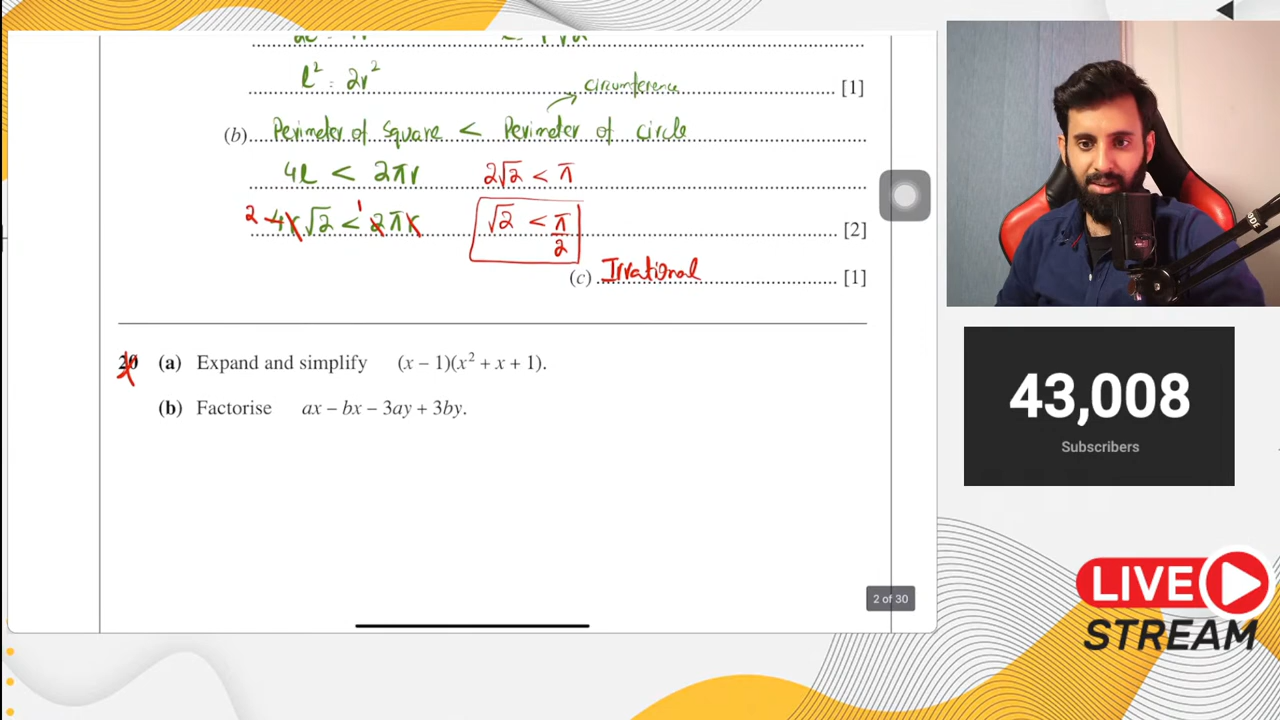 l² = 2r² [1]
circumference
(b) Perimeter of Square < Perimeter of circle
4l < 2πr 2√2 < π
2 4r√2 < 1 2πr √2 < π/2 [2]
(c) Irrational [1]
20 (a) Expand and simplify (x – 1)(x² + x + 1).
(b) Factorise ax – bx – 3ay + 3by.
2 of 30
43,008
Subscribers
LIVE
STREAM